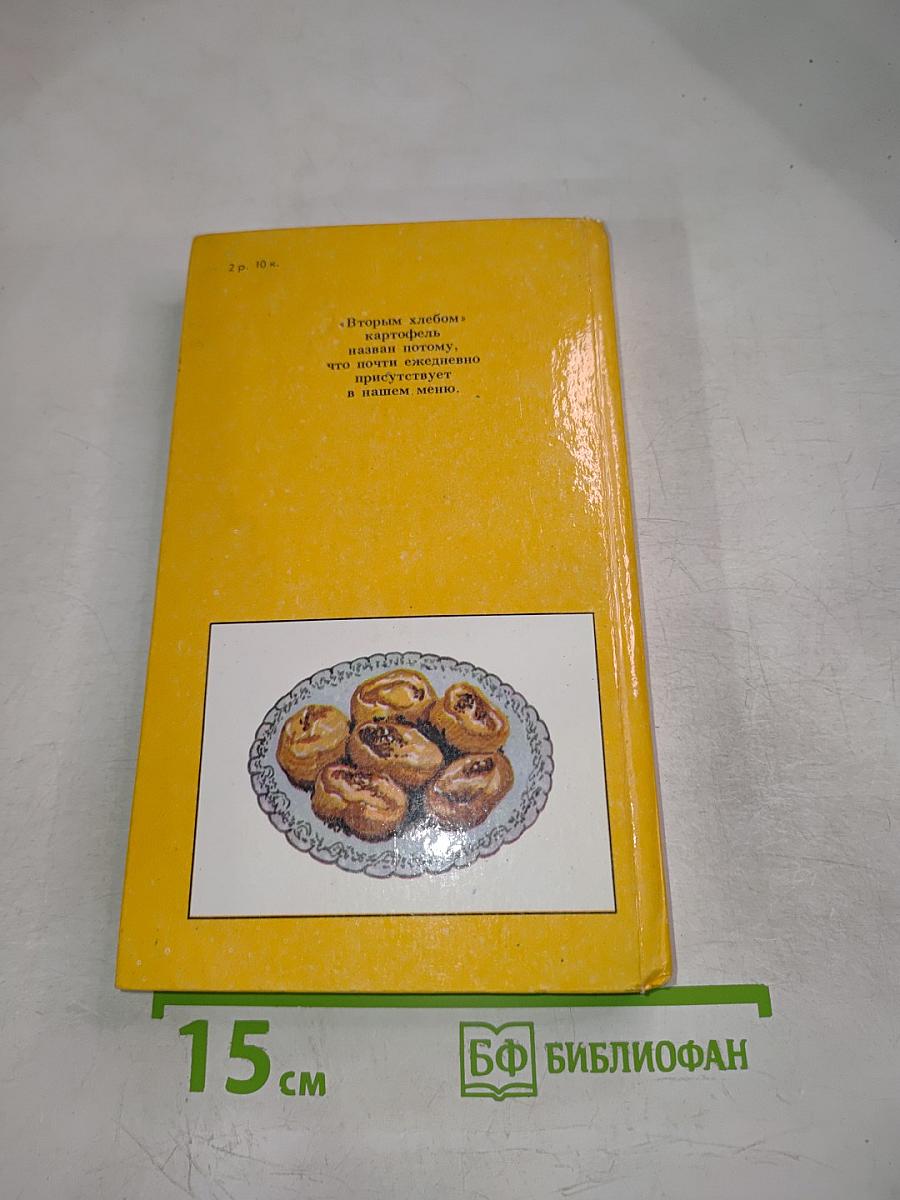 2 р. 10 к.
«Вторым хлебом»
картофель
назван потому,
что почти ежедневно
присутствует
в нашем меню.
15 см
БФ БИБЛИОФАН